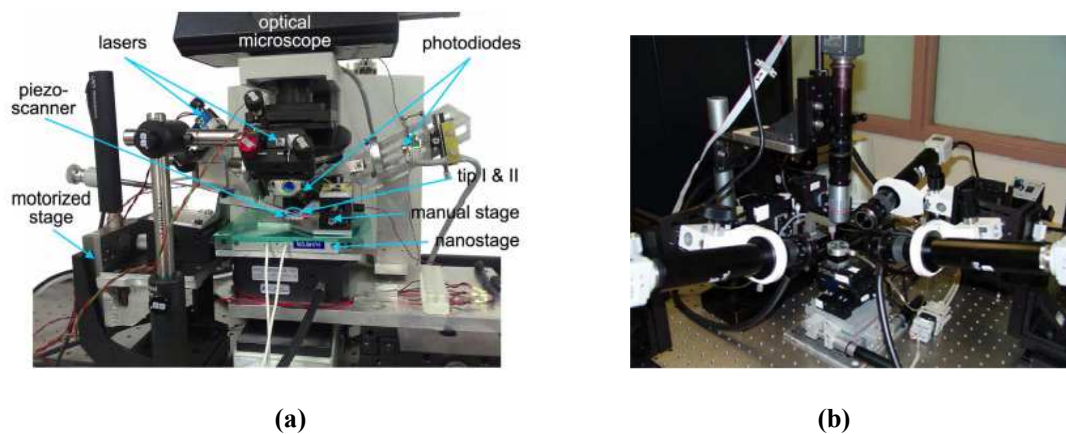 optical
microscope
lasers
photodiodes
piezo-
scanner
tip I & II
motorized
stage
manual stage
nanostage
(a)
(b)